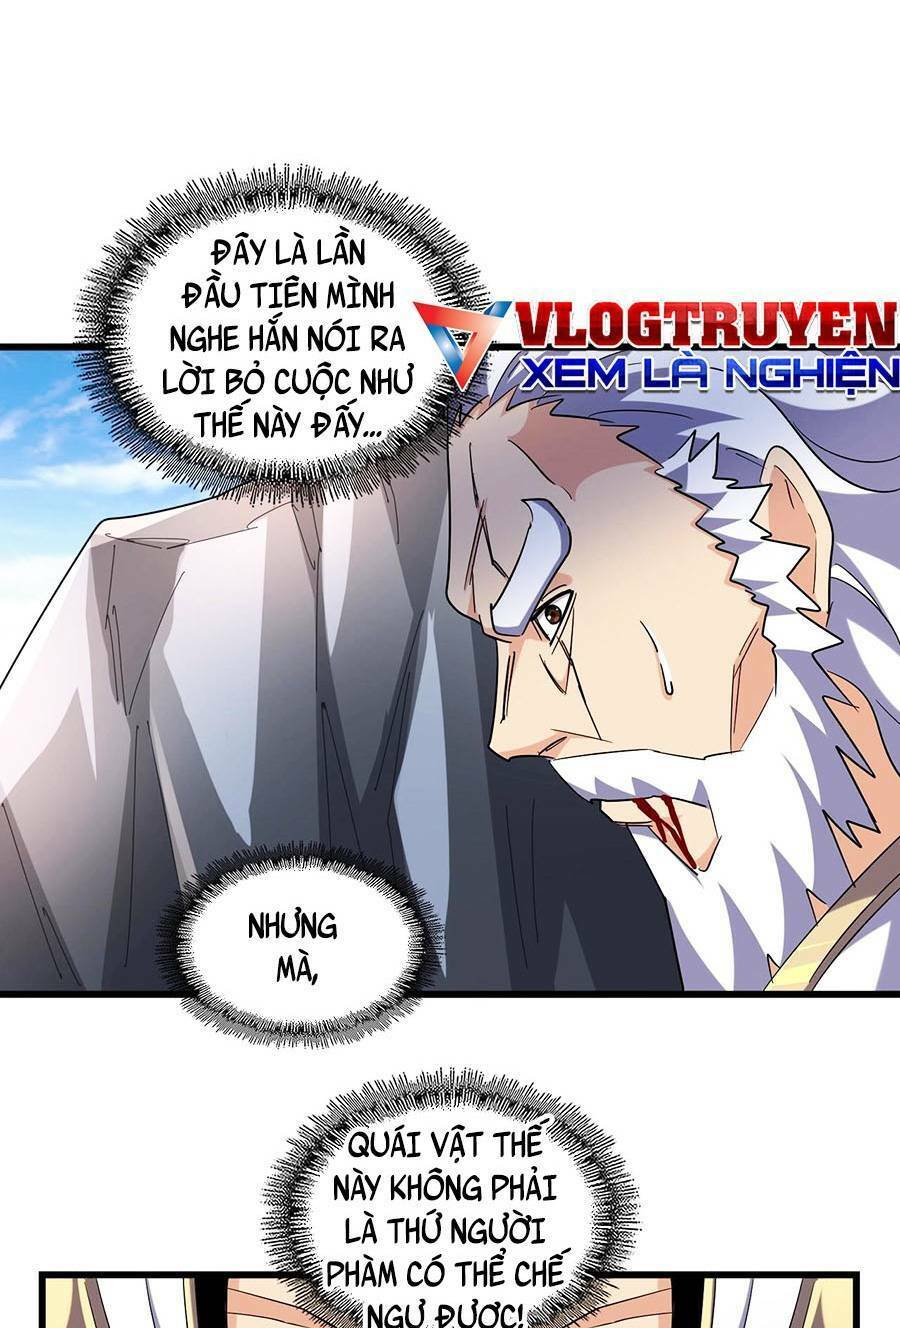 ĐÂY LÀ LẦN
ĐẦU TIÊN MÌNH
NGHE HẮN NÓI RA
LỜI BỎ CUỘC NHƯ
THẾ NÀY ĐẤY...
VLOGTRUYEN
XEM LÀ NGHIỆN
NHƯNG
MÀ,
QUÁI VẬT THẾ
NÀY KHÔNG PHẢI
LÀ THỨ NGƯỜI
PHÀM CÓ THỂ CHẾ
NGỰ ĐƯỢC!